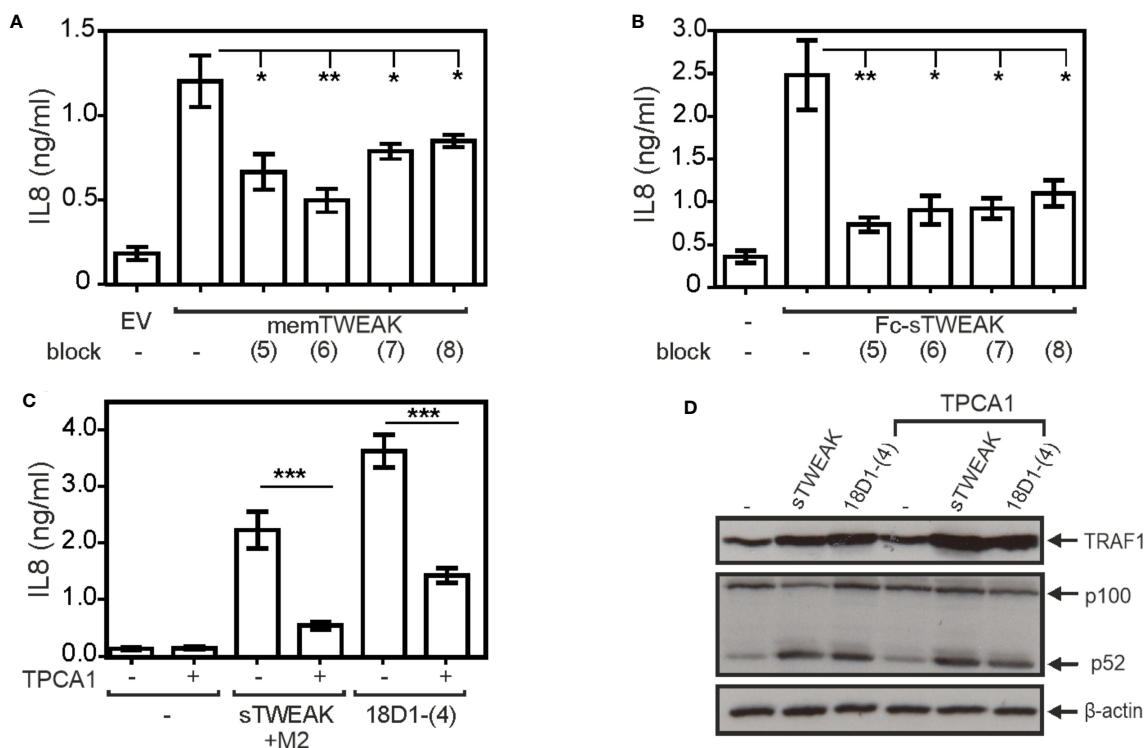 A
IL8 (ng/ml)
1.5
1.0
0.5
0
* ** * *
EV memTWEAK
block - - (5) (6) (7) (8)
B
IL8 (ng/ml)
3.0
2.5
2.0
1.5
1.0
0.5
0
** * * *
- Fc-sTWEAK
block - - (5) (6) (7) (8)
C
IL8 (ng/ml)
4.0
3.0
2.0
1.0
0.0
*** ***
TPCA1 - + - + - +
- sTWEAK 18D1-(4)
+M2
D
TPCA1
- sTWEAK 18D1-(4) - sTWEAK 18D1-(4)
TRAF1
p100
p52
β-actin